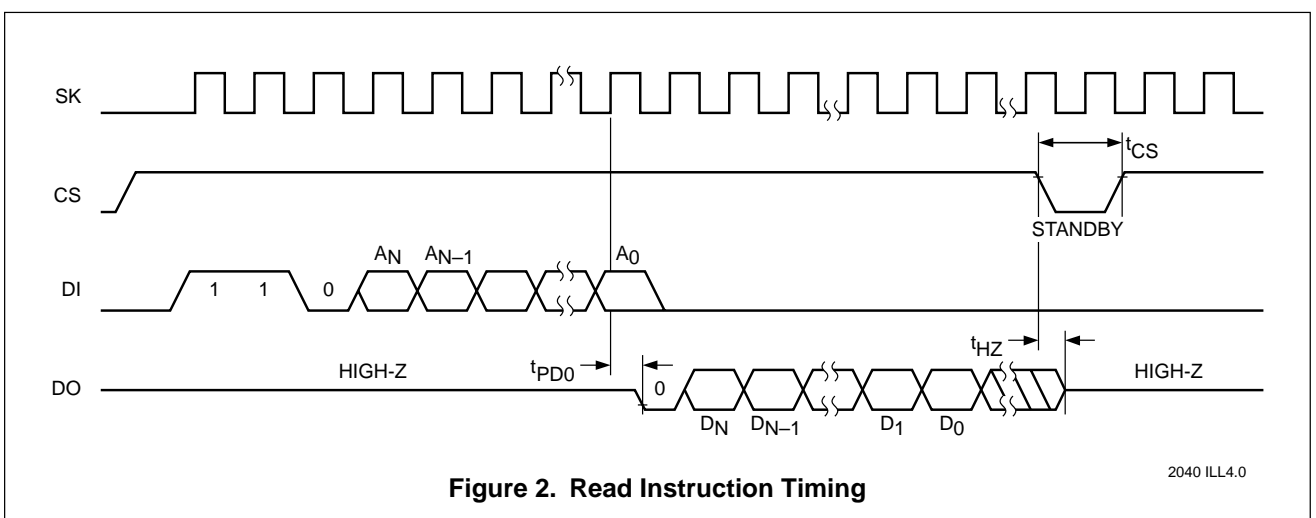 SK
CS
tCS
STANDBY
DI
1 1 0 AN AN–1 A0
DO
HIGH-Z
tPD0
0
DN DN–1 D1 D0
tHZ
HIGH-Z
2040 ILL4.0
Figure 2. Read Instruction Timing